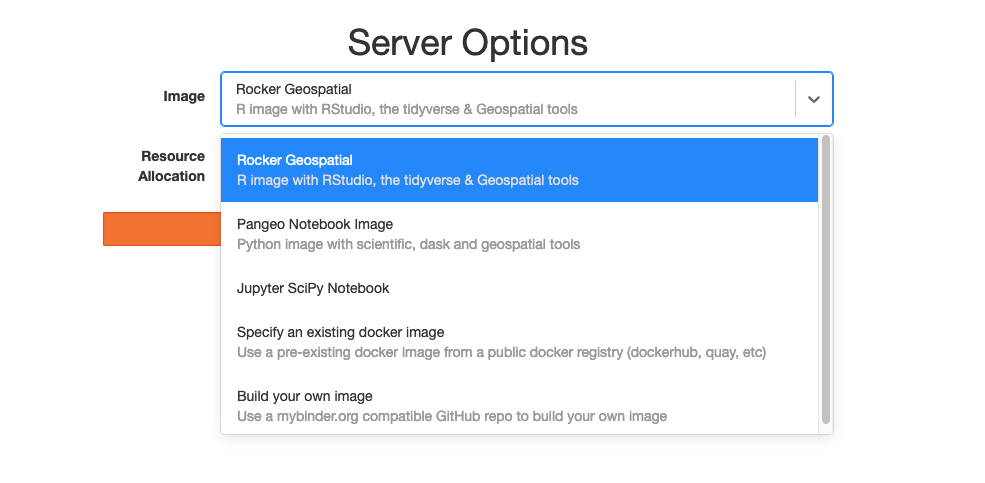 Server Options
Image
Rocker Geospatial
R image with RStudio, the tidyverse & Geospatial tools
Resource
Allocation
Rocker Geospatial
R image with RStudio, the tidyverse & Geospatial tools
Pangeo Notebook Image
Python image with scientific, dask and geospatial tools
Jupyter SciPy Notebook
Specify an existing docker image
Use a pre-existing docker image from a public docker registry (dockerhub, quay, etc)
Build your own image
Use a mybinder.org compatible GitHub repo to build your own image